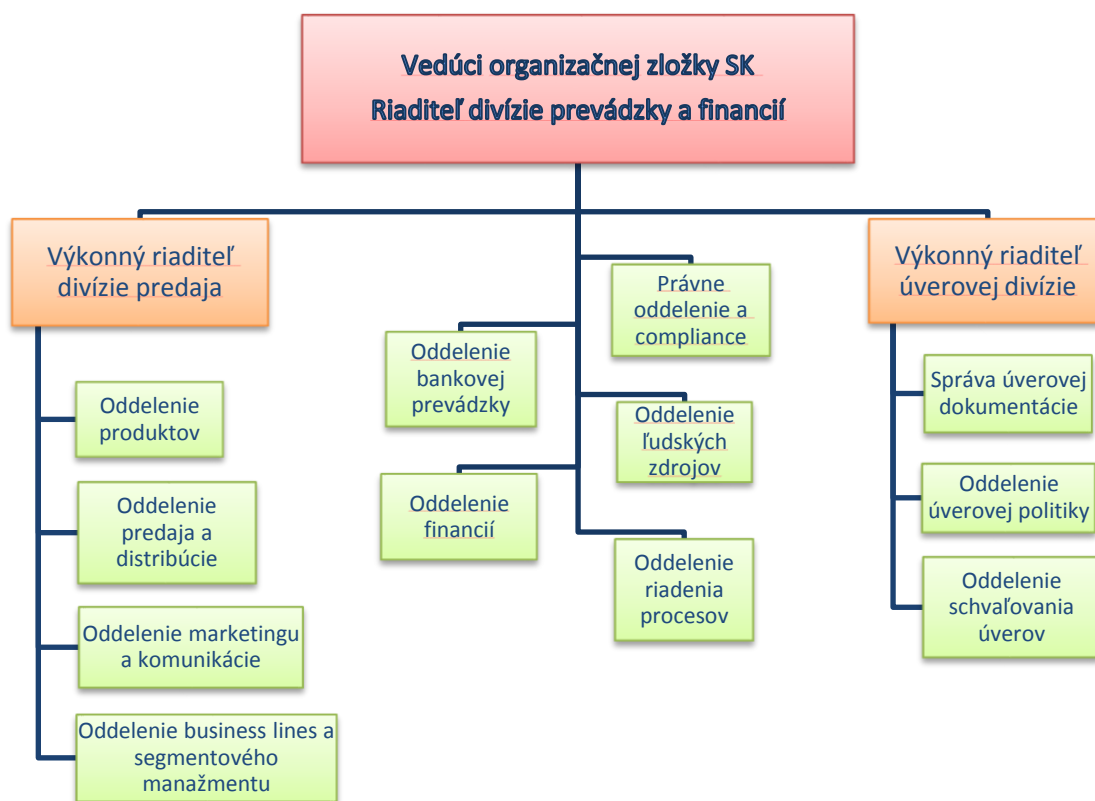 Vedúci organizačnej zložky SK
Riaditeľ divízie prevádzky a financií
Výkonný riaditeľ
divízie predaja
Oddelenie
produktov
Oddelenie
predaja a
distribúcie
Oddelenie marketingu
a komunikácie
Oddelenie business lines a
segmentového
manažmentu
Právne
oddelenie a
compliance
Oddelenie
bankovej
prevádzky
Oddelenie
ľudských
zdrojov
Oddelenie
financií
Oddelenie
riadenia
procesov
Výkonný riaditeľ
úverovej divízie
Správa úverovej
dokumentácie
Oddelenie
úverovej politiky
Oddelenie
schvaľovania
úverov